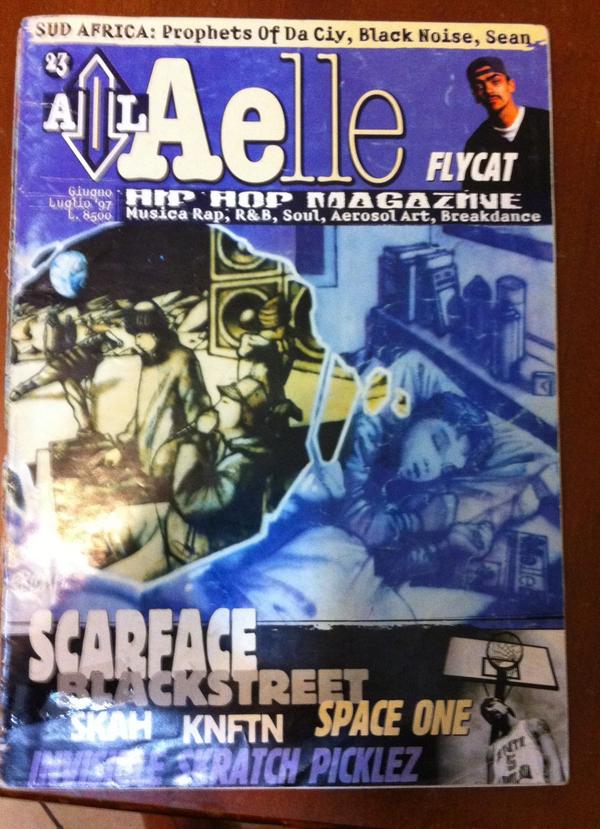 SUD AFRICA: Prophets Of Da Ciy, Black Noise, Sean
23
AL
Aelle
FLYCAT
Giugno
Luglio '97
L. 8500
HIP HOP MAGAZINE
Musica Rap, R&B, Soul, Aerosol Art, Breakdance
SCARFACE
BLACKSTREET
SKAH KNFTN SPACE ONE
INVISIBLE SKRATCH PICKLEZ